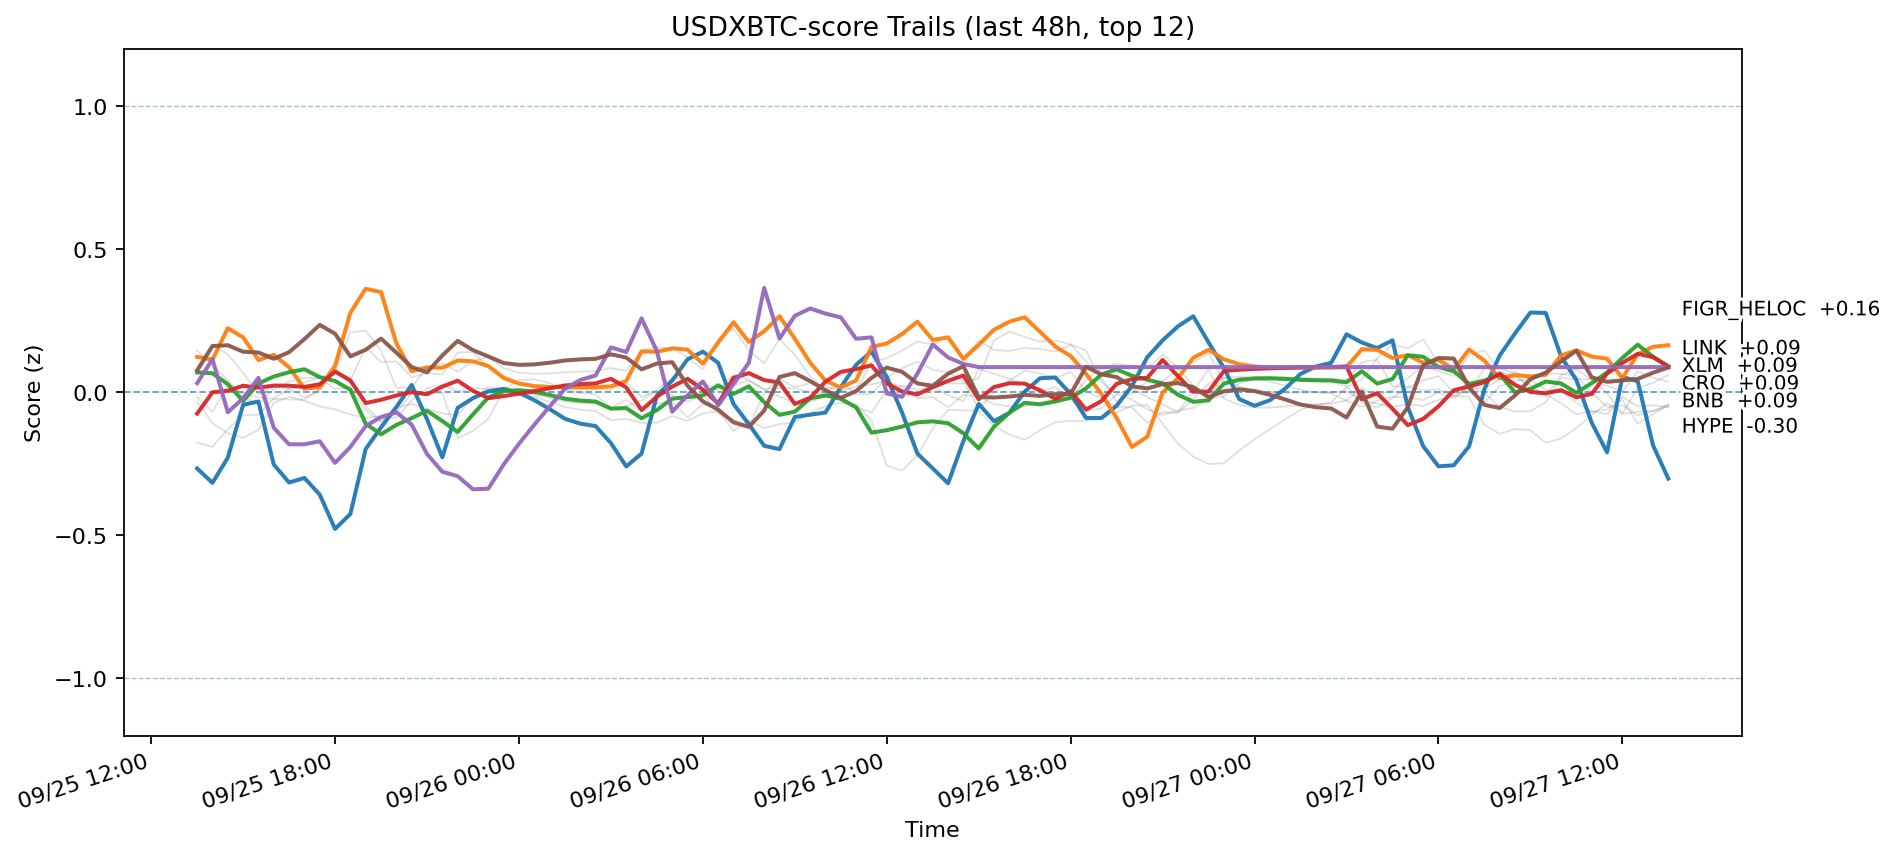 USDXBTC-score Trails (last 48h, top 12)
1.0
0.5
0.0
−0.5
−1.0
Score (z)
FIGR_HELOC +0.16
LINK +0.09
XLM +0.09
CRO +0.09
BNB +0.09
HYPE -0.30
09/25 12:00
09/25 18:00
09/26 00:00
09/26 06:00
09/26 12:00
09/26 18:00
09/27 00:00
09/27 06:00
09/27 12:00
Time